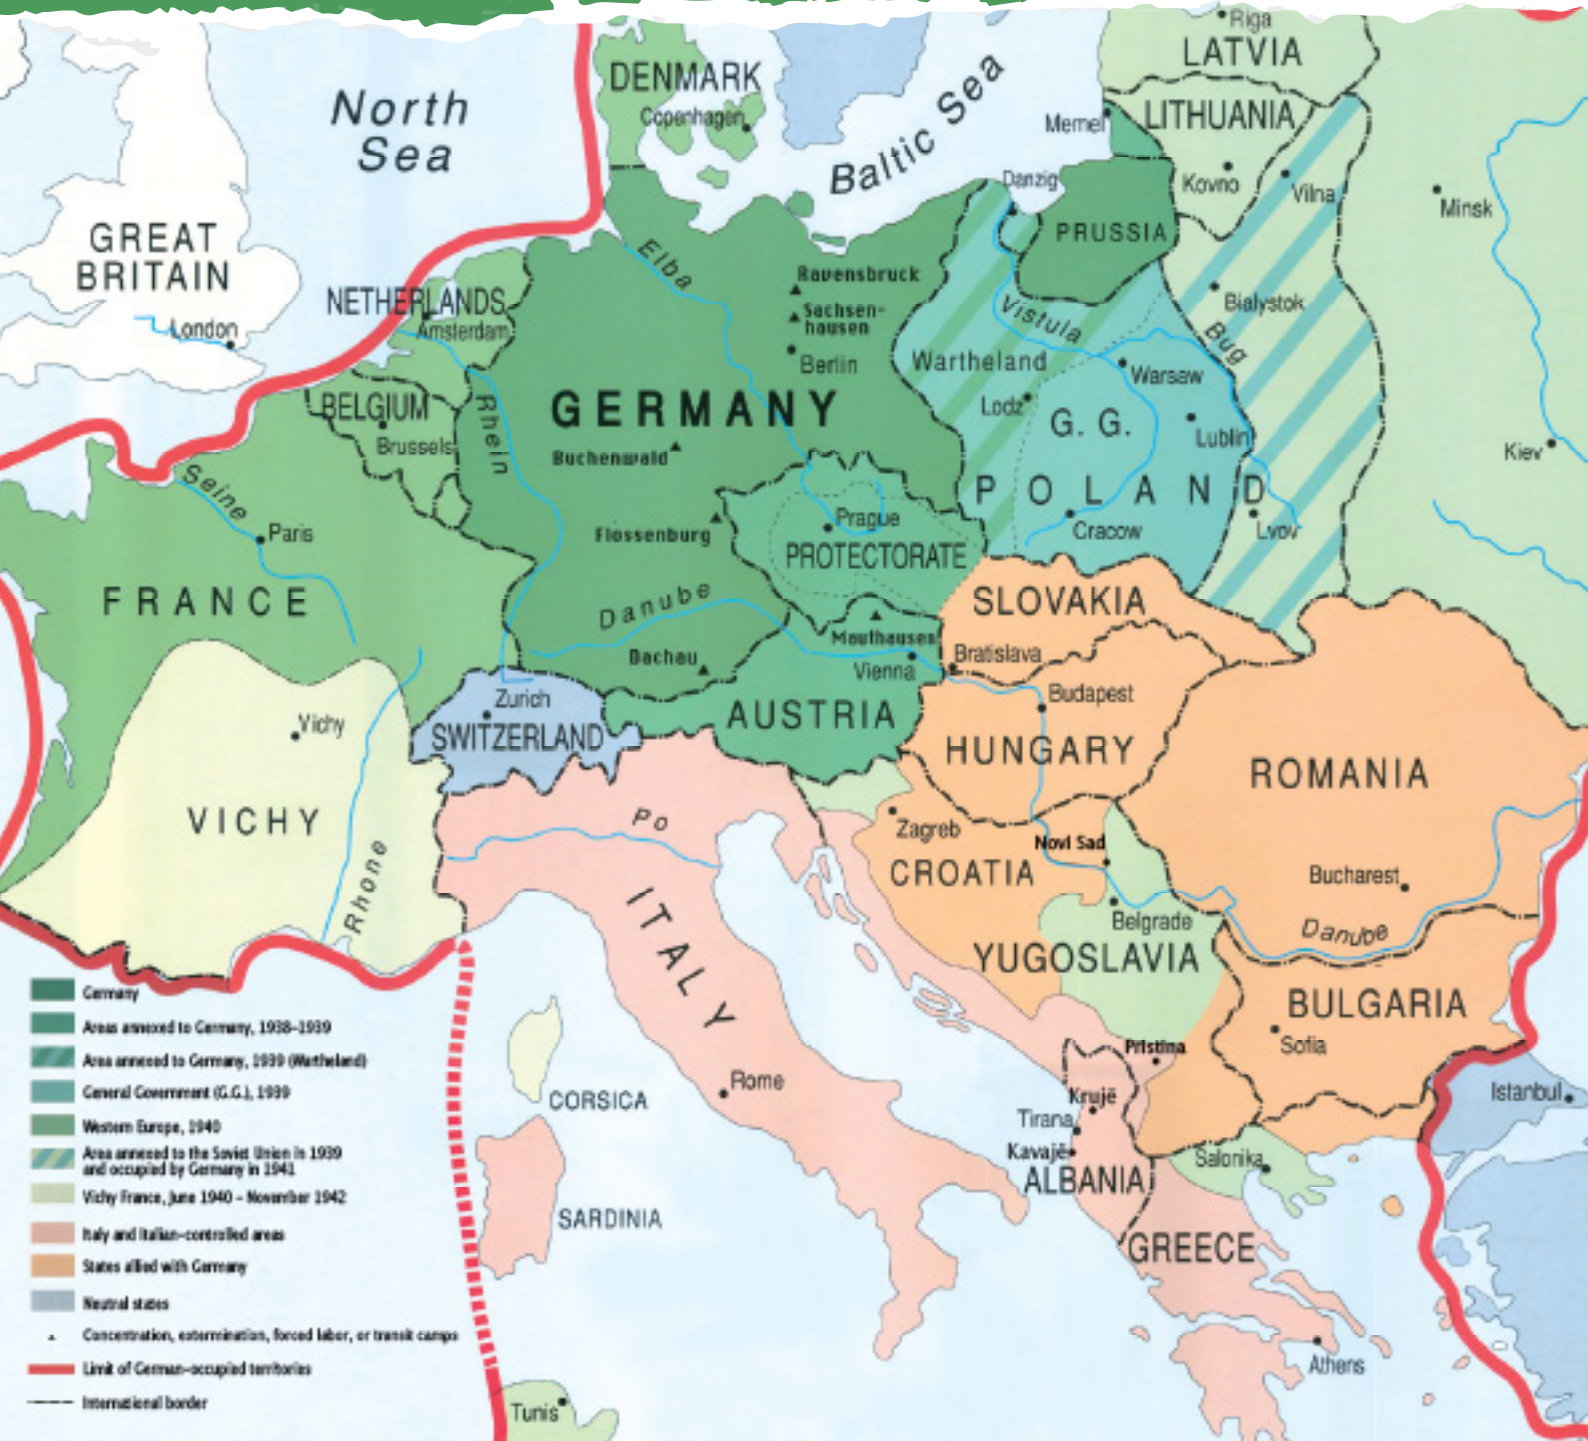 Riga
LATVIA
DENMARK
Copenhagen
North
Sea
Baltic Sea
Memel
LITHUANIA
Kovno
Vilna
Minsk
Danzig
PRUSSIA
GREAT
BRITAIN
London
Elba
Ravensbruck
Sachsen-
hausen
Berlin
NETHERLANDS
Amsterdam
Vistula
Bialystok
Bug
Wartheland
Warsaw
Lodz
G. G.
Lublin
BELGIUM
Brussels
Rhein
GERMANY
Buchenwald
Kiev
Seine
Paris
POLAND
Cracow
Lvov
Flossenburg
Prague
PROTECTORATE
FRANCE
Danube
SLOVAKIA
Mauthausen
Dachau
Vienna
Bratislava
Zurich
SWITZERLAND
AUSTRIA
Budapest
HUNGARY
ROMANIA
Vichy
VICHY
Rhone
Po
Zagreb
Novi Sad
CROATIA
Bucharest
Belgrade
Danube
ITALY
YUGOSLAVIA
BULGARIA
Sofia
Pristina
Rome
CORSICA
Krujë
Tirana
Kavajë
ALBANIA
Istanbul
Salonika
SARDINIA
GREECE
Athens
Tunis
Germany
Areas annexed to Germany, 1938–1939
Area annexed to Germany, 1939 (Wartheland)
General Government (G.G.), 1939
Western Europe, 1940
Area annexed to the Soviet Union in 1939
and occupied by Germany in 1941
Vichy France, June 1940 – November 1942
Italy and Italian–controlled areas
States allied with Germany
Neutral states
Concentration, extermination, forced labor, or transit camps
Limit of German–occupied territories
International border